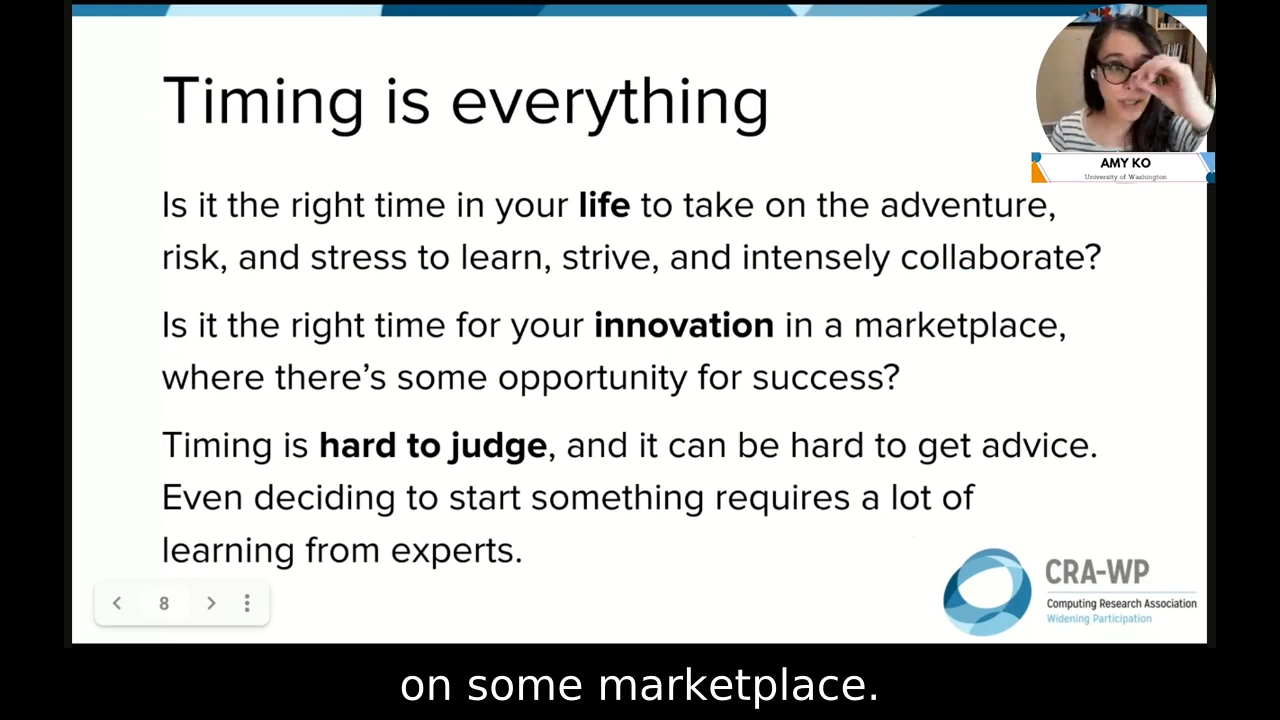 Timing is everything
AMY KO
University of Washington
Is it the right time in your life to take on the adventure,
risk, and stress to learn, strive, and intensely collaborate?
Is it the right time for your innovation in a marketplace,
where there’s some opportunity for success?
Timing is hard to judge, and it can be hard to get advice.
Even deciding to start something requires a lot of
learning from experts.
8
CRA-WP
Computing Research Association
Widening Participation
on some marketplace.